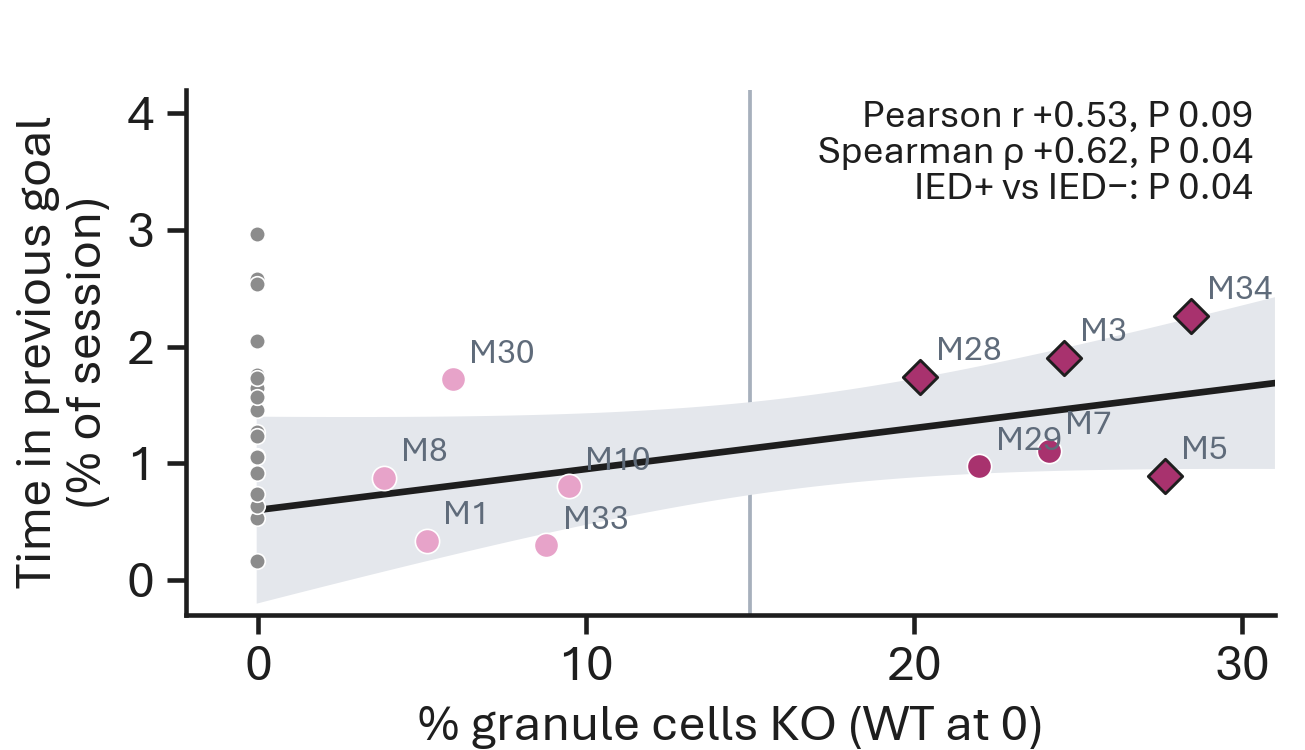 Time in previous goal
(% of session)
4
3
2
1
0
Pearson r +0.53, P 0.09
Spearman ρ +0.62, P 0.04
IED+ vs IED−: P 0.04
M34
M3
M28
M30
M7
M29
M8
M10
M5
M1
M33
0
10
20
30
% granule cells KO (WT at 0)